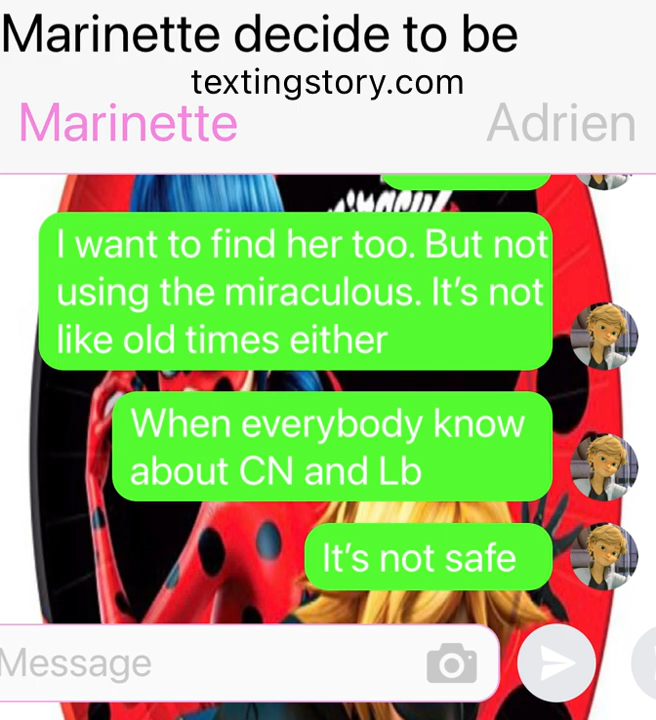 Marinette decide to be
textingstory.com
Marinette Adrien
I want to find her too. But not
using the miraculous. It’s not
like old times either
When everybody know
about CN and Lb
It’s not safe
Message